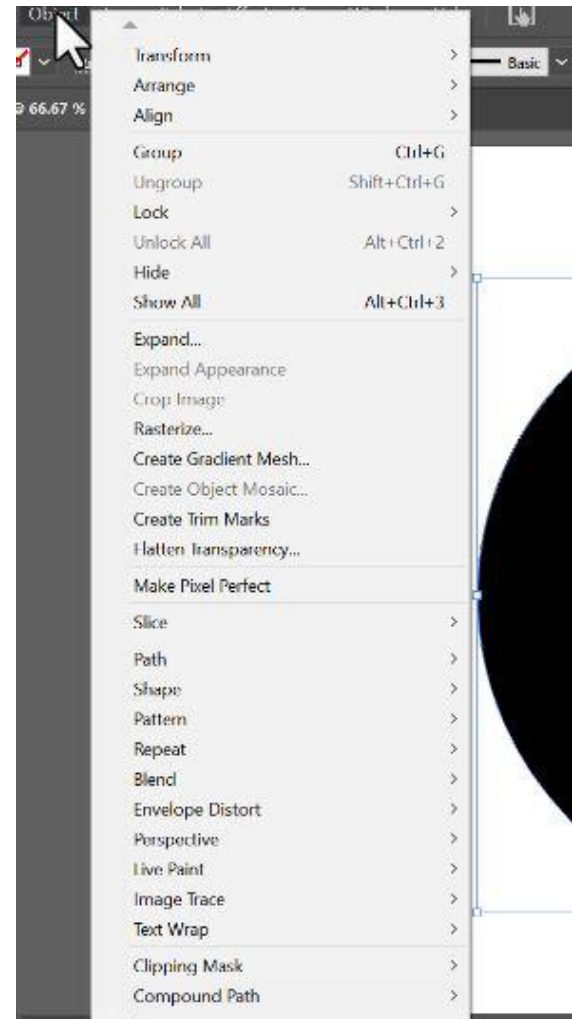 Object
Basic
66.67 %
Transform
Arrange
Align
Group Ctrl+G
Ungroup Shift+Ctrl+G
Lock
Unlock All Alt+Ctrl+2
Hide
Show All Alt+Ctrl+3
Expand...
Expand Appearance
Crop Image
Rasterize...
Create Gradient Mesh...
Create Object Mosaic...
Create Trim Marks
Flatten Transparency...
Make Pixel Perfect
Slice
Path
Shape
Pattern
Repeat
Blend
Envelope Distort
Perspective
Live Paint
Image Trace
Text Wrap
Clipping Mask
Compound Path